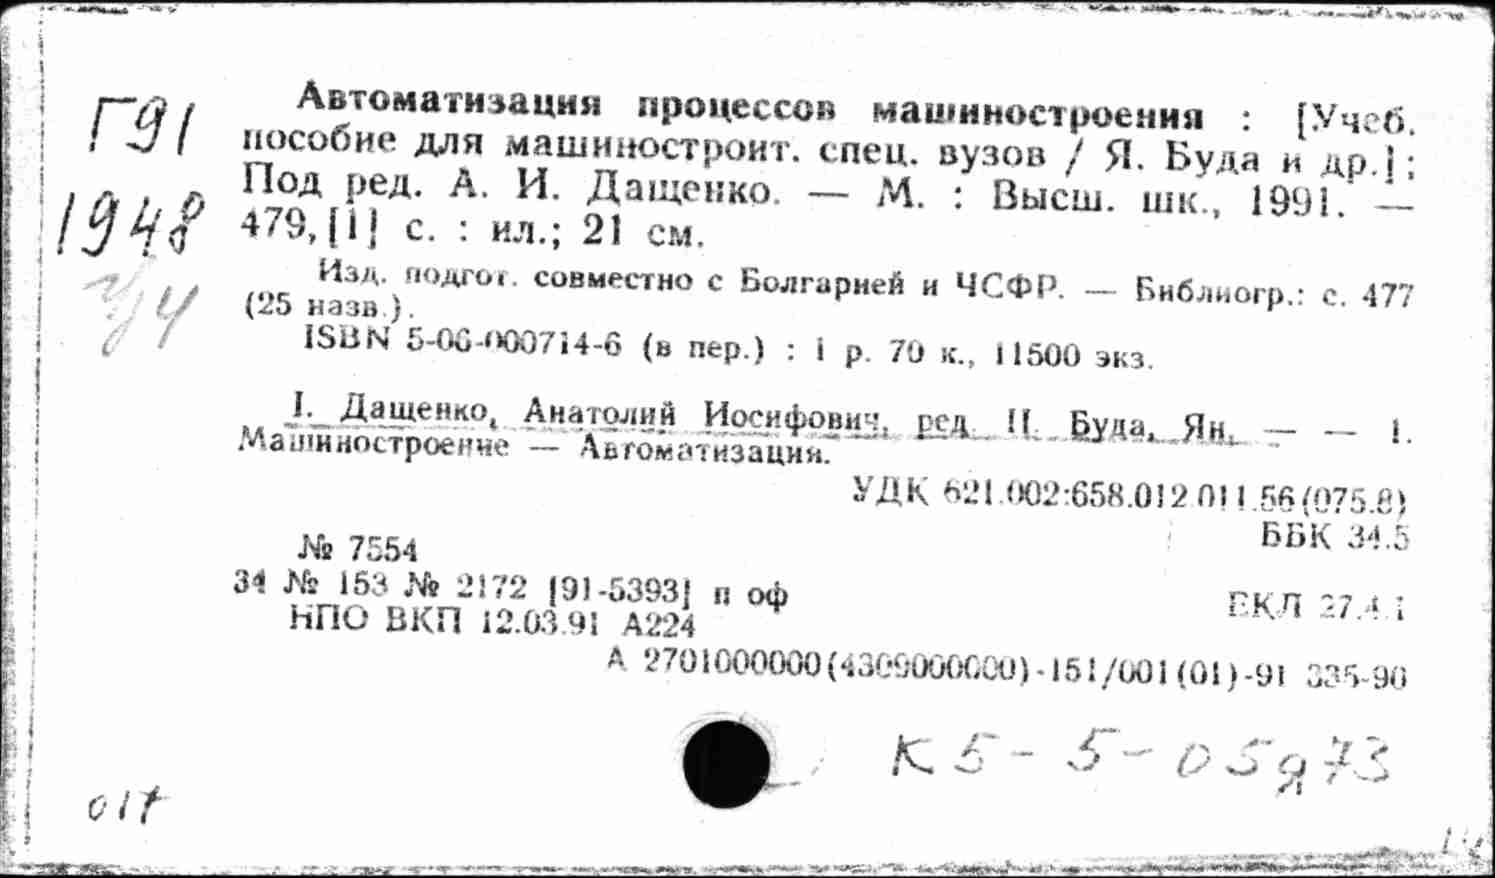 Г91
1948
Автоматизация процессов машиностроения : [Учеб.
пособие для машиностроит. спец. вузов / Я. Буда и др.];
Под ред. А. И. Дащенко. — М. : Высш. шк., 1991. —
479, [1] с. : ил.; 21 см.
Изд. подгот. совместно с Болгарией и ЧСФР. — Библиогр.: с. 477
(25 назв.).
ISBN 5-06-000714-6 (в пер.) : 1 р. 70 к., 11500 экз.
I. Дащенко, Анатолий Иосифович, ред. II. Буда, Ян. — — 1.
Машиностроение — Автоматизация.
УДК 621.002:658.012.011.56(075.8)
ББК 34.5
№ 7554
34 № 153 № 2172 [91-5393] п оф
НПО ВКП 12.03.91 А224
ЕКЛ 27.4.1
А 2701000000(4309000000)-151/001(01)-91 335-90
К5-5-05я73
017